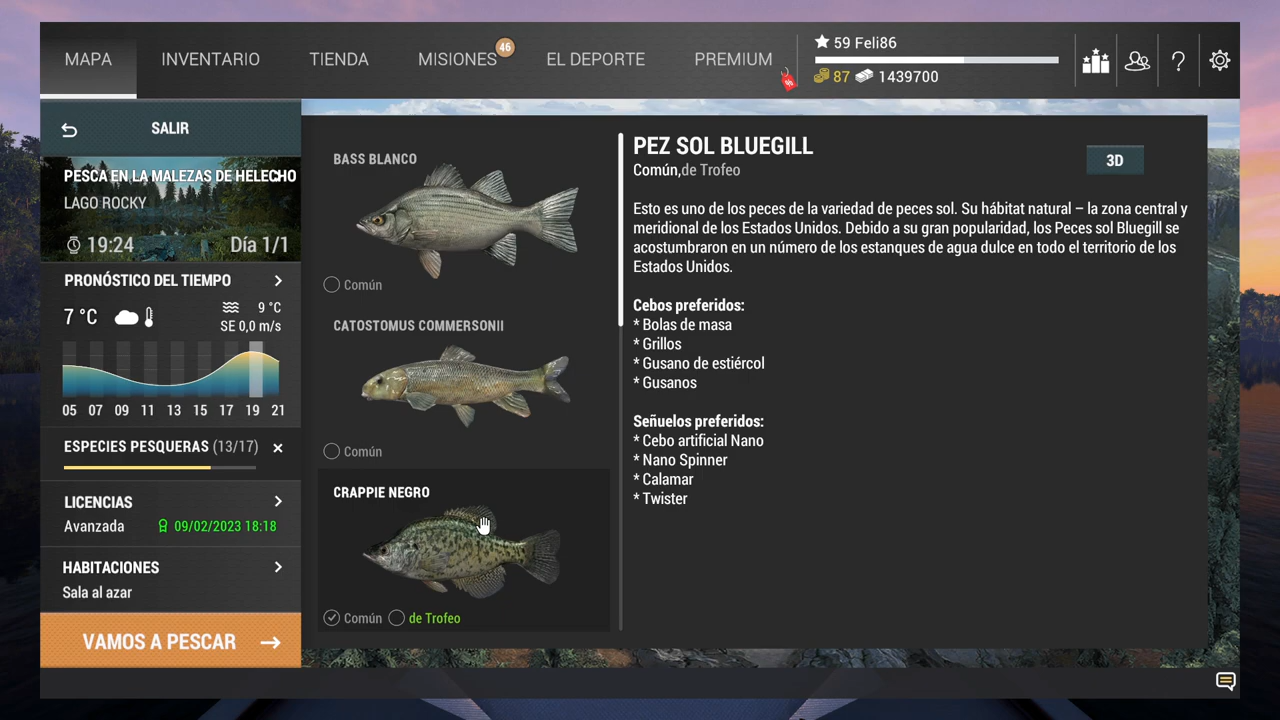 MAPA
INVENTARIO
TIENDA
MISIONES
46
EL DEPORTE
PREMIUM
%
59 Feli86
87 1439700
?
SALIR
PESCA EN LA MALEZAS DE HELECHO
LAGO ROCKY
19:24 Día 1/1
PRONÓSTICO DEL TIEMPO
7 °C
9 °C
SE 0,0 m/s
05 07 09 11 13 15 17 19 21
ESPECIES PESQUERAS (13/17)
LICENCIAS
Avanzada 09/02/2023 18:18
HABITACIONES
Sala al azar
VAMOS A PESCAR
BASS BLANCO
Común
CATOSTOMUS COMMERSONII
Común
CRAPPIE NEGRO
Común de Trofeo
PEZ SOL BLUEGILL
Común,de Trofeo
3D
Esto es uno de los peces de la variedad de peces sol. Su hábitat natural – la zona central y
meridional de los Estados Unidos. Debido a su gran popularidad, los Peces sol Bluegill se
acostumbraron en un número de los estanques de agua dulce en todo el territorio de los
Estados Unidos.
Cebos preferidos:
* Bolas de masa
* Grillos
* Gusano de estiércol
* Gusanos
Señuelos preferidos:
* Cebo artificial Nano
* Nano Spinner
* Calamar
* Twister